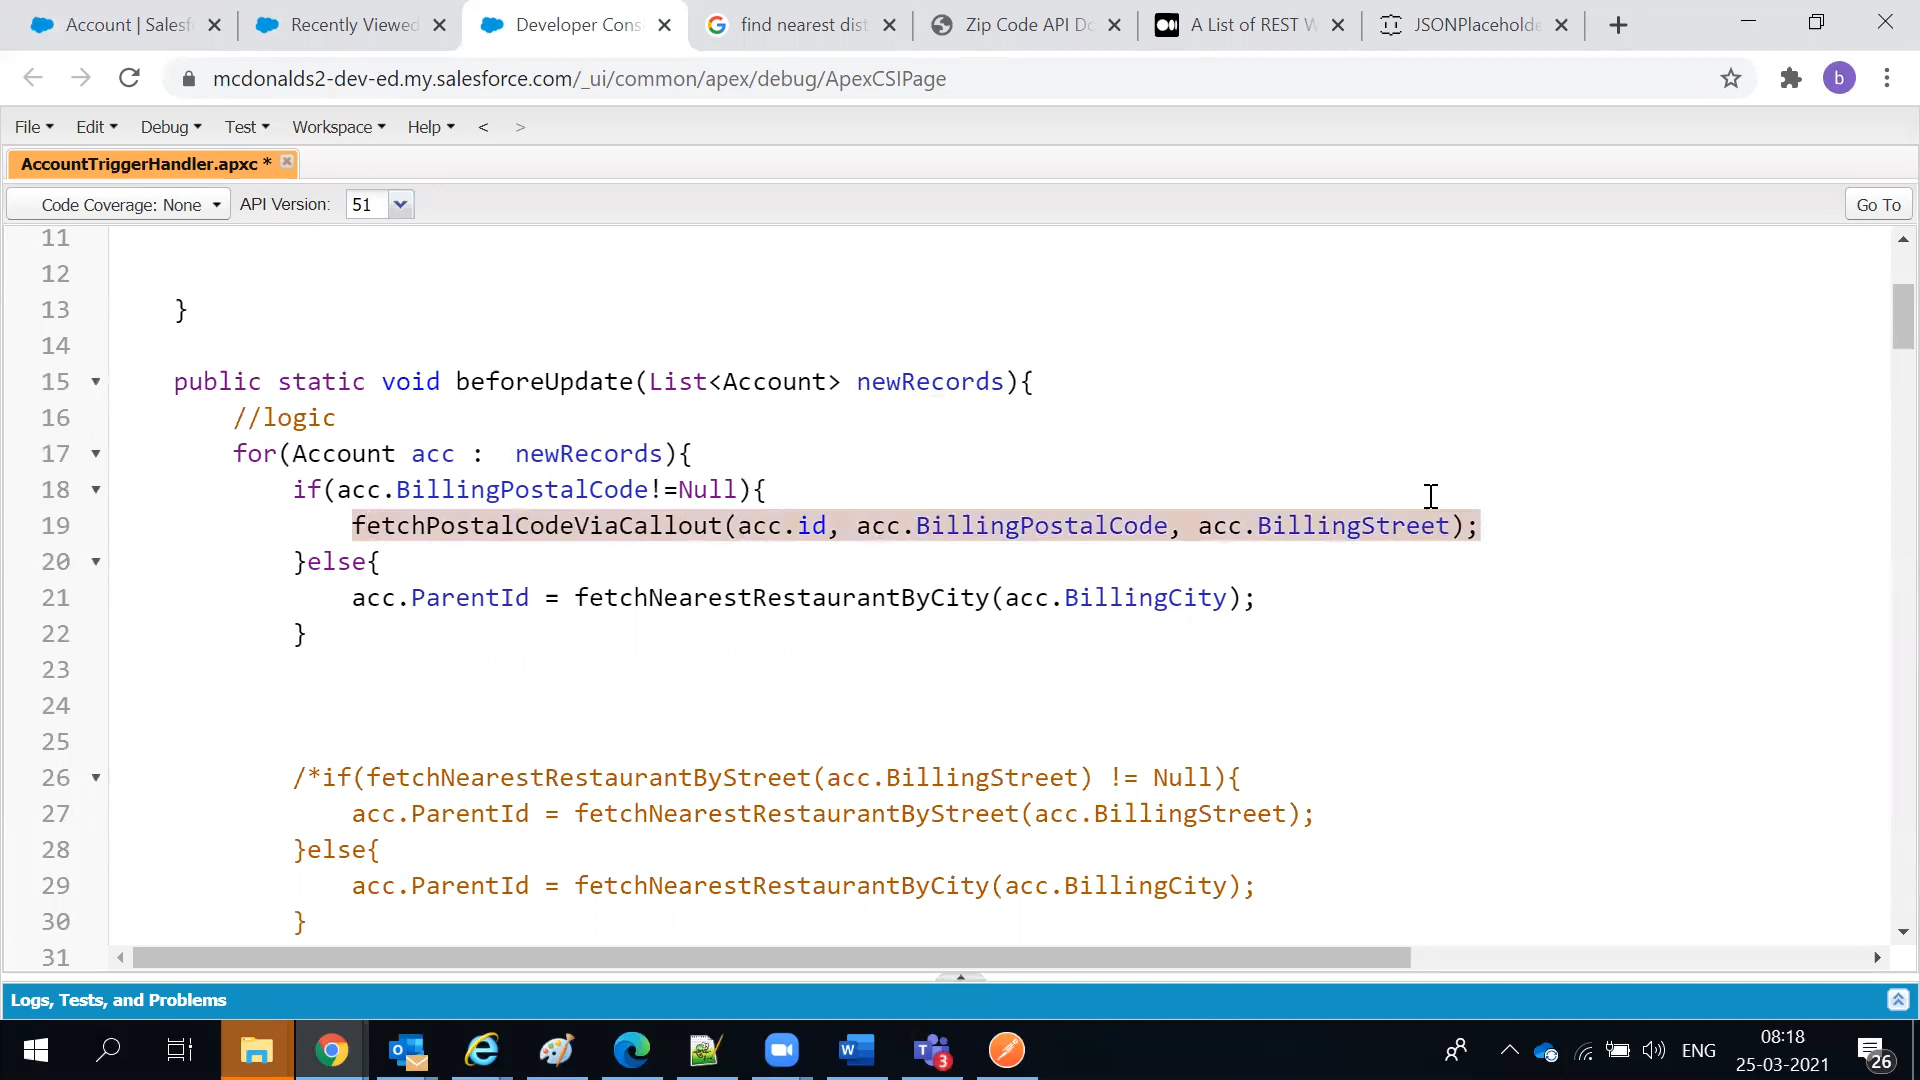 Account | Salesf
Recently Viewed
Developer Cons
find nearest dist
Zip Code API Do
A List of REST W
JSONPlaceholde
mcdonalds2-dev-ed.my.salesforce.com/_ui/common/apex/debug/ApexCSIPage
b
File Edit Debug Test Workspace Help < >
AccountTriggerHandler.apxc *
Code Coverage: None API Version: 51 Go To
11
12
13 }
14
15 public static void beforeUpdate(List<Account> newRecords){
16 //logic
17 for(Account acc : newRecords){
18 if(acc.BillingPostalCode!=Null){
19 fetchPostalCodeViaCallout(acc.id, acc.BillingPostalCode, acc.BillingStreet);
20 }else{
21 acc.ParentId = fetchNearestRestaurantByCity(acc.BillingCity);
22 }
23
24
25
26 /*if(fetchNearestRestaurantByStreet(acc.BillingStreet) != Null){
27 acc.ParentId = fetchNearestRestaurantByStreet(acc.BillingStreet);
28 }else{
29 acc.ParentId = fetchNearestRestaurantByCity(acc.BillingCity);
30 }
31
Logs, Tests, and Problems
ENG
08:18
25-03-2021
3
26